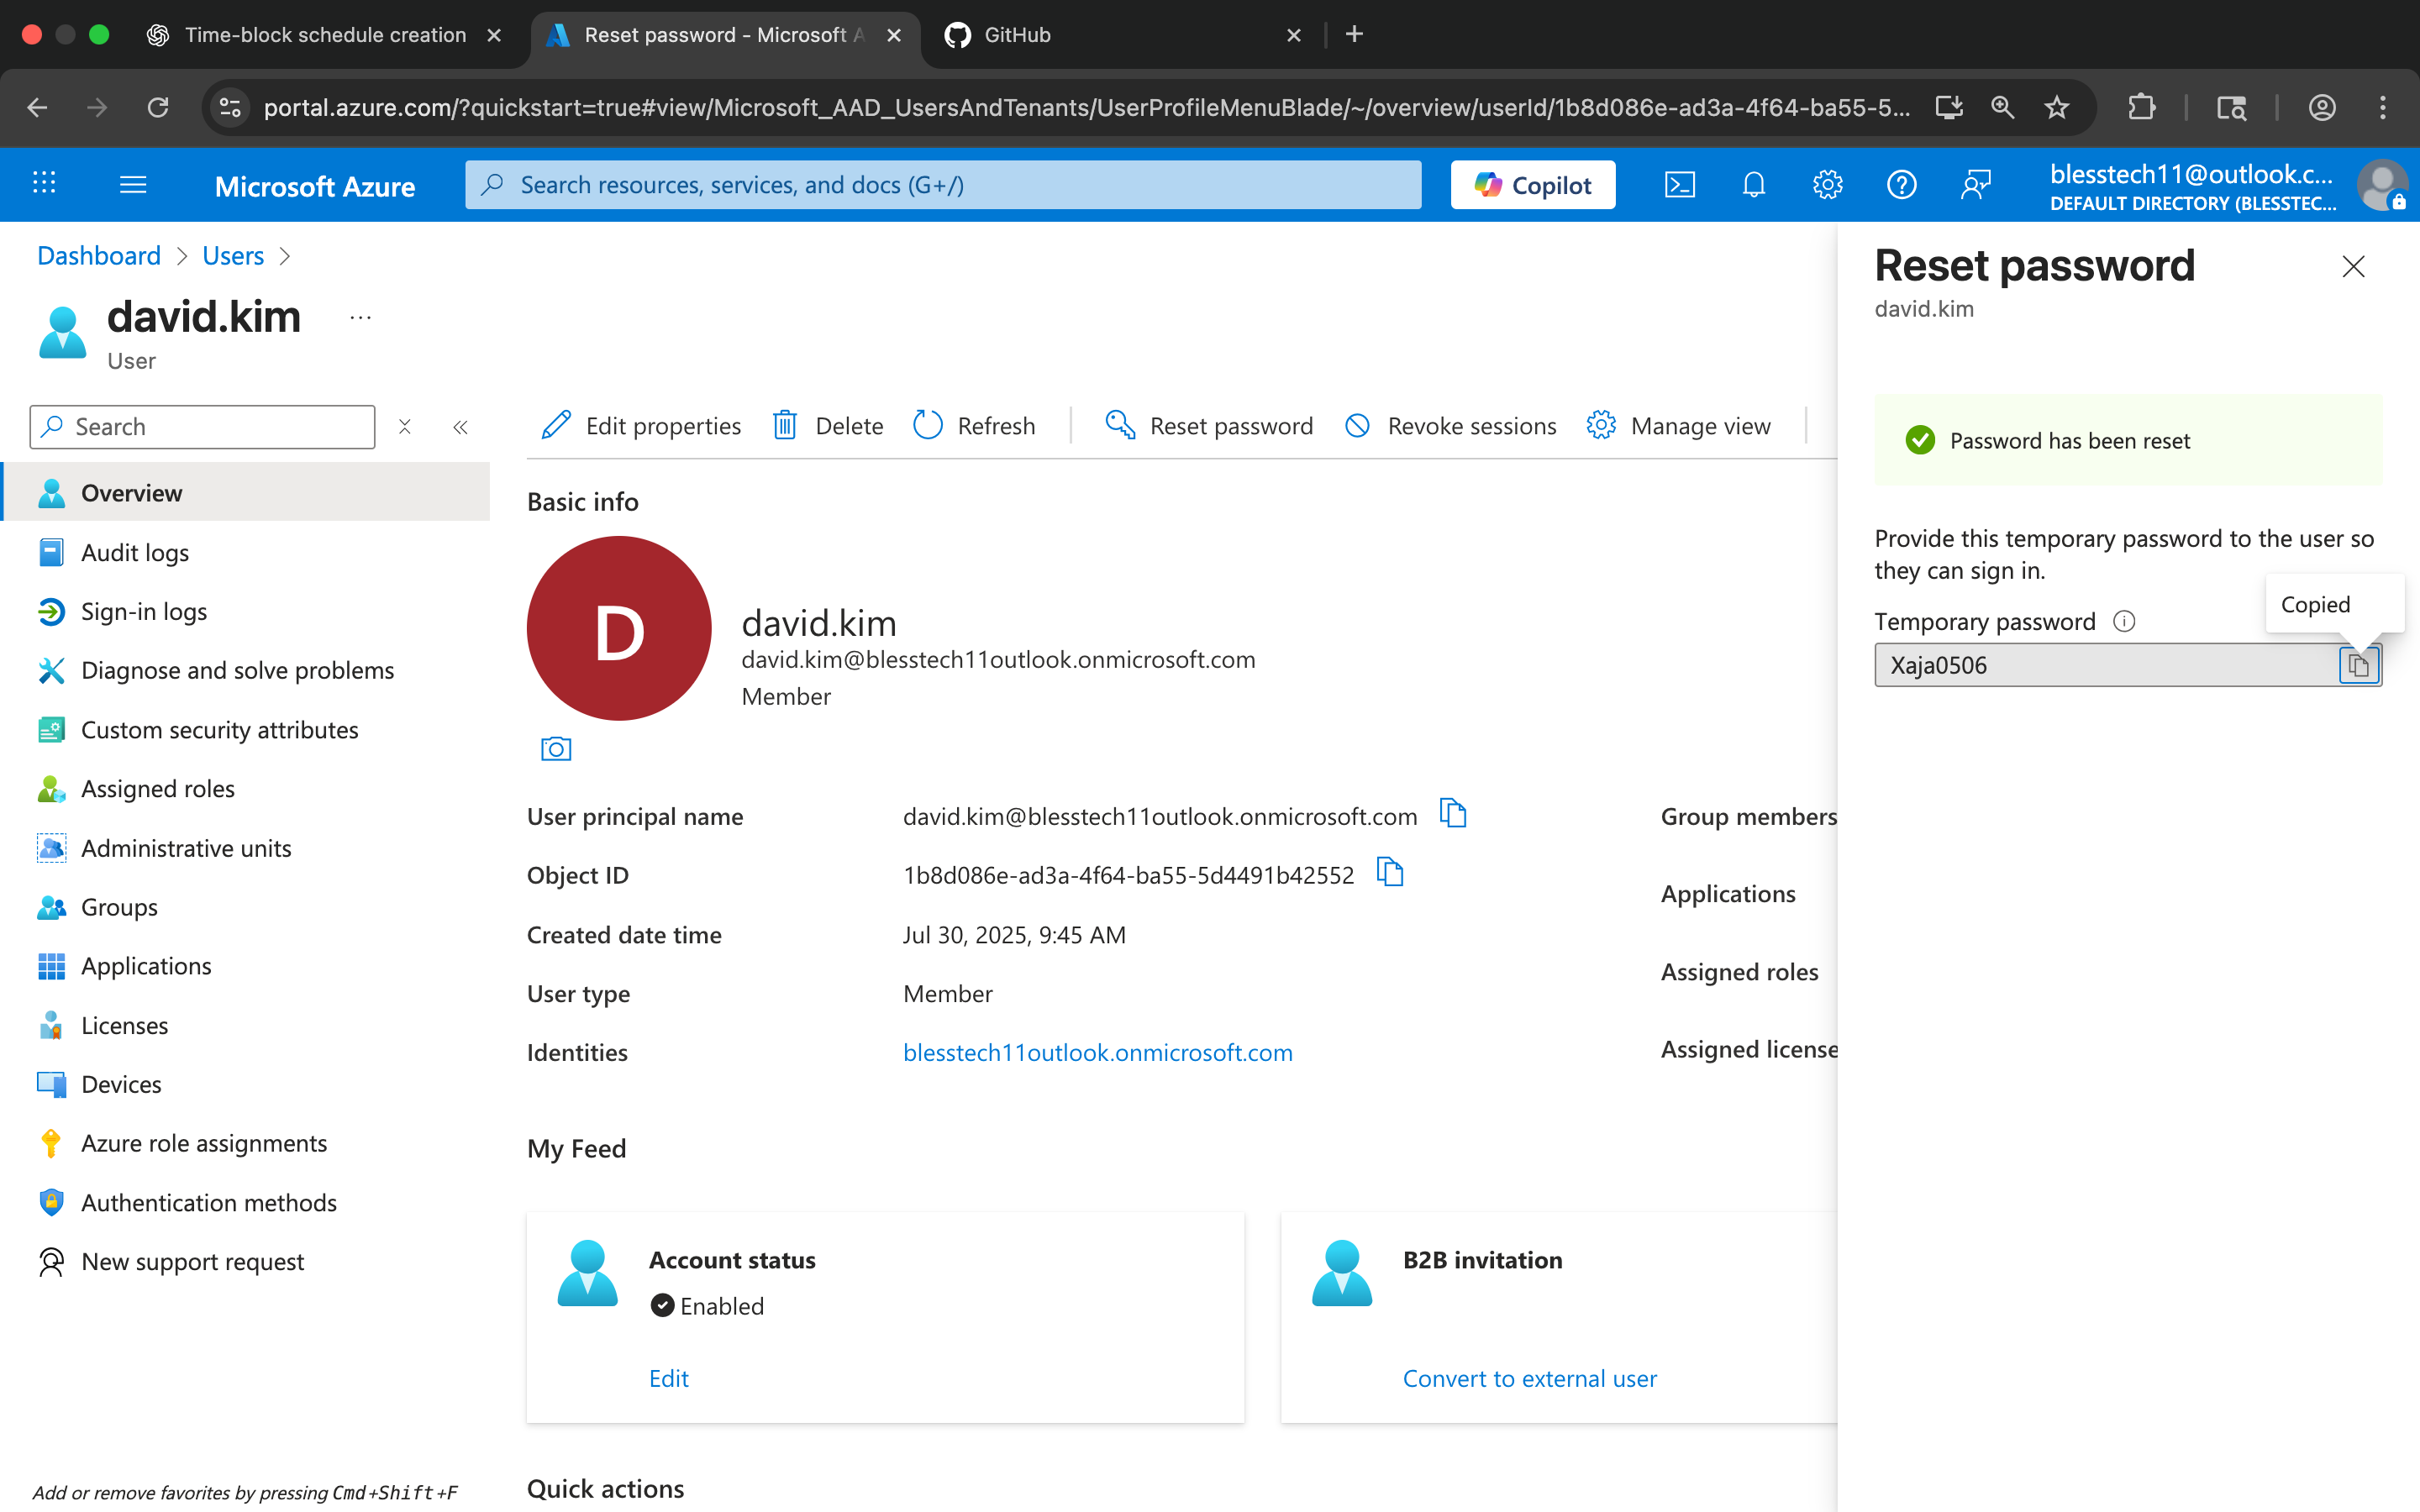 Time-block schedule creation
Reset password - Microsoft A
GitHub
portal.azure.com/?quickstart=true#view/Microsoft_AAD_UsersAndTenants/UserProfileMenuBlade/~/overview/userId/1b8d086e-ad3a-4f64-ba55-5...
Microsoft Azure
Search resources, services, and docs (G+/)
Copilot
blesstech11@outlook.c...
DEFAULT DIRECTORY (BLESSTEC...
Dashboard > Users >
david.kim ...
User
Search
Overview
Audit logs
Sign-in logs
Diagnose and solve problems
Custom security attributes
Assigned roles
Administrative units
Groups
Applications
Licenses
Devices
Azure role assignments
Authentication methods
New support request
Add or remove favorites by pressing Cmd+Shift+F
Edit properties
Delete
Refresh
Reset password
Revoke sessions
Manage view
Basic info
D
david.kim
david.kim@blesstech11outlook.onmicrosoft.com
Member
User principal name david.kim@blesstech11outlook.onmicrosoft.com
Object ID 1b8d086e-ad3a-4f64-ba55-5d4491b42552
Created date time Jul 30, 2025, 9:45 AM
User type Member
Identities blesstech11outlook.onmicrosoft.com
Group members
Applications
Assigned roles
Assigned license
My Feed
Account status
Enabled
Edit
B2B invitation
Convert to external user
Quick actions
Reset password
david.kim
Password has been reset
Provide this temporary password to the user so
they can sign in.
Copied
Temporary password
Xaja0506